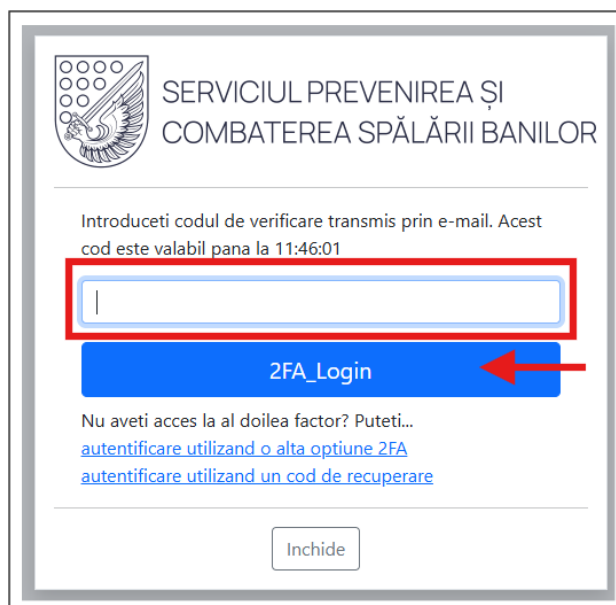 SERVICIUL PREVENIREA ȘI
COMBATEREA SPĂLĂRII BANILOR
Introduceti codul de verificare transmis prin e-mail. Acest
cod este valabil pana la 11:46:01
2FA_Login
Nu aveti acces la al doilea factor? Puteti...
autentificare utilizand o alta optiune 2FA
autentificare utilizand un cod de recuperare
Inchide